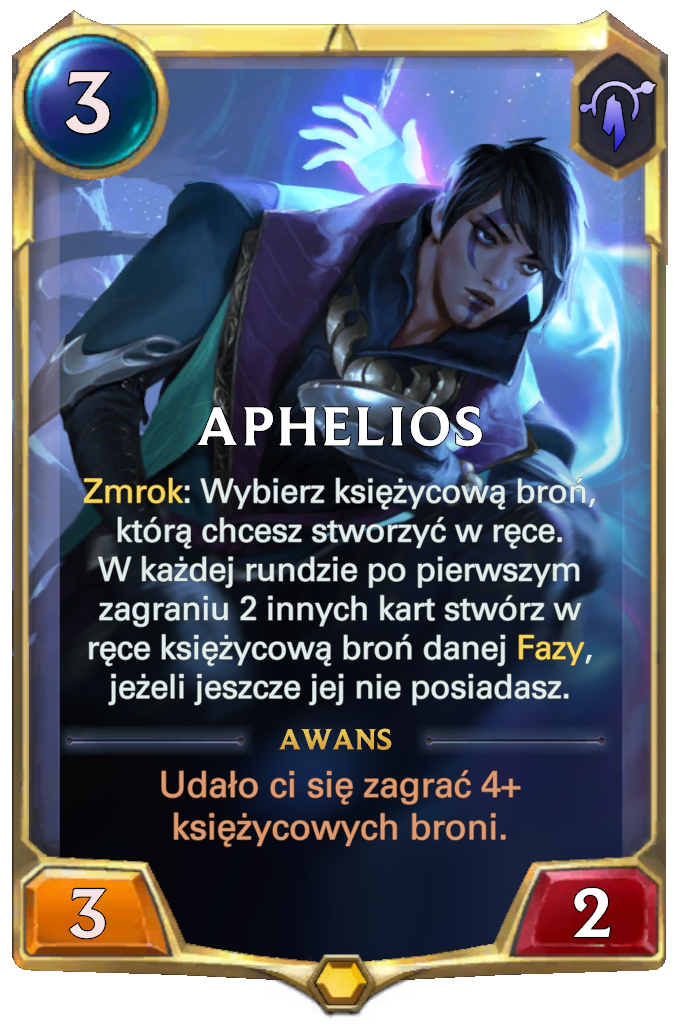 3
APHELIOS
Zmrok: Wybierz księżycową broń,
którą chcesz stworzyć w ręce.
W każdej rundzie po pierwszym
zagraniu 2 innych kart stwórz w
ręce księżycową broń danej Fazy,
jeżeli jeszcze jej nie posiadasz.
AWANS
Udało ci się zagrać 4+
księżycowych broni.
3
2